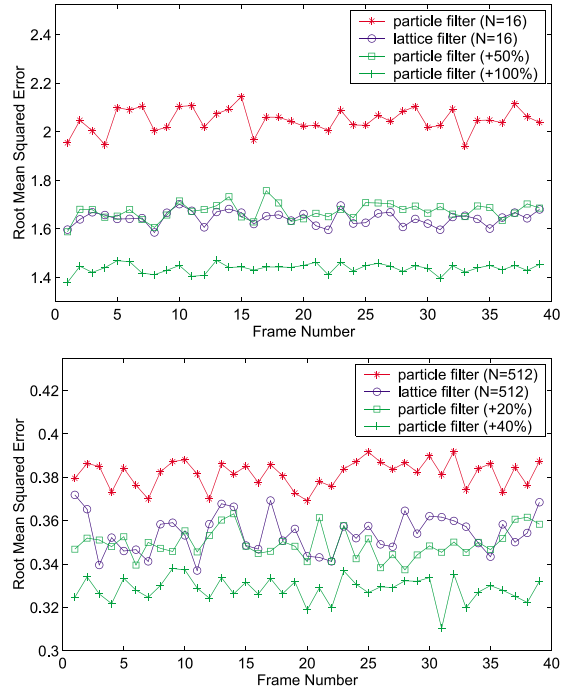 2.4
2.2
2
1.8
1.6
1.4
Root Mean Squared Error
particle filter (N=16)
lattice filter (N=16)
particle filter (+50%)
particle filter (+100%)
0 5 10 15 20 25 30 35 40
Frame Number
0.42
0.4
0.38
0.36
0.34
0.32
0.3
Root Mean Squared Error
particle filter (N=512)
lattice filter (N=512)
particle filter (+20%)
particle filter (+40%)
0 5 10 15 20 25 30 35 40
Frame Number